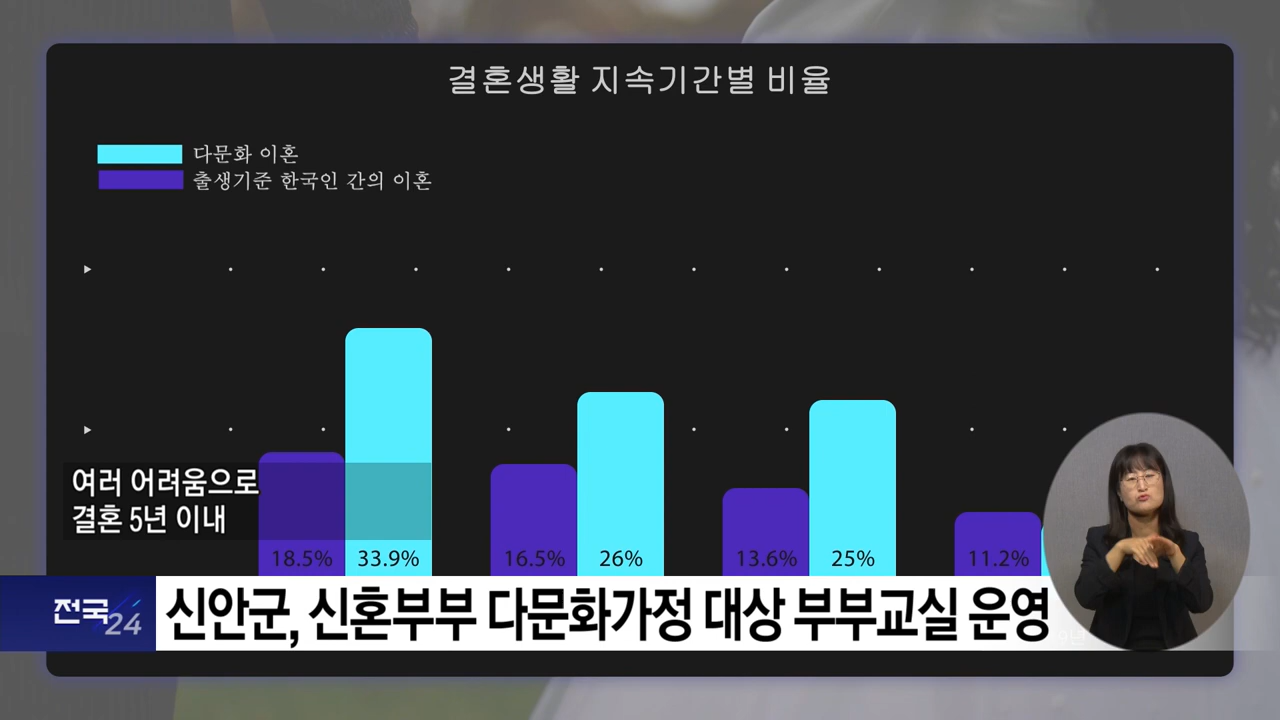 결혼생활 지속기간별 비율
다문화 이혼
출생기준 한국인 간의 이혼
여러 어려움으로
결혼 5년 이내
18.5% 33.9% 16.5% 26% 13.6% 25% 11.2%
전국24 신안군, 신혼부부 다문화가정 대상 부부교실 운영